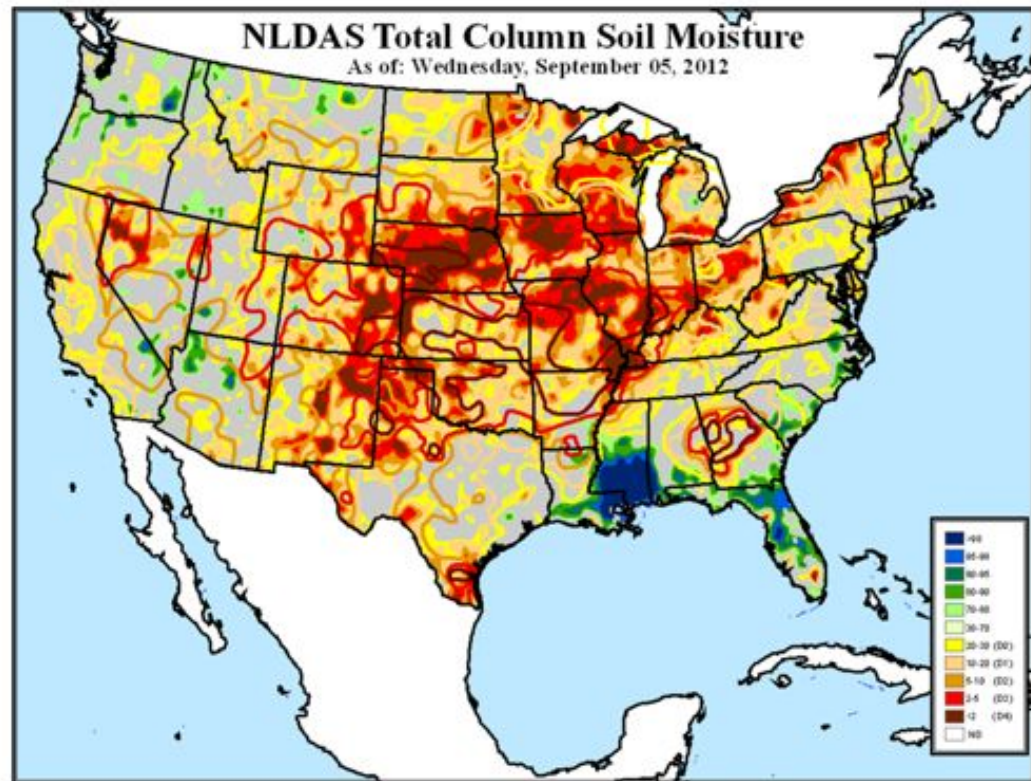 NLDAS Total Column Soil Moisture
As of: Wednesday, September 05, 2012
95-98
90-95
80-90
70-80
30-70
20-30 (D0)
10-20 (D1)
5-10 (D2)
2-5 (D3)
<2 (D4)
ND